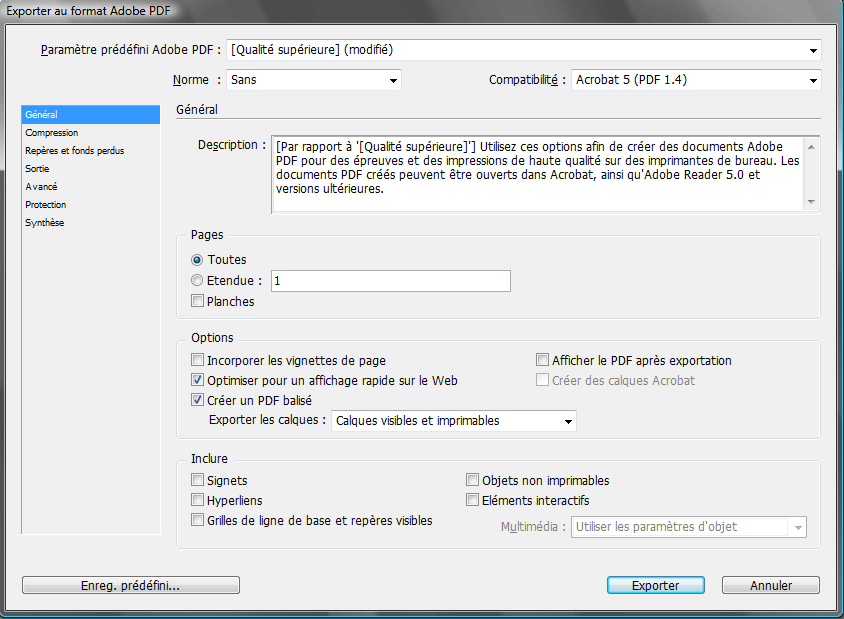 Exporter au format Adobe PDF
Paramètre prédéfini Adobe PDF : [Qualité supérieure] (modifié)
Norme : Sans Compatibilité : Acrobat 5 (PDF 1.4)
Général
Compression
Repères et fonds perdus
Sortie
Avancé
Protection
Synthèse
Général
Description : [Par rapport à '[Qualité supérieure]'] Utilisez ces options afin de créer des documents Adobe
PDF pour des épreuves et des impressions de haute qualité sur des imprimantes de bureau. Les
documents PDF créés peuvent être ouverts dans Acrobat, ainsi qu'Adobe Reader 5.0 et
versions ultérieures.
Pages
Toutes
Etendue : 1
Planches
Options
Incorporer les vignettes de page Afficher le PDF après exportation
Optimiser pour un affichage rapide sur le Web Créer des calques Acrobat
Créer un PDF balisé
Exporter les calques : Calques visibles et imprimables
Inclure
Signets Objets non imprimables
Hyperliens Eléments interactifs
Grilles de ligne de base et repères visibles
Multimédia : Utiliser les paramètres d'objet
Enreg. prédéfini... Exporter Annuler